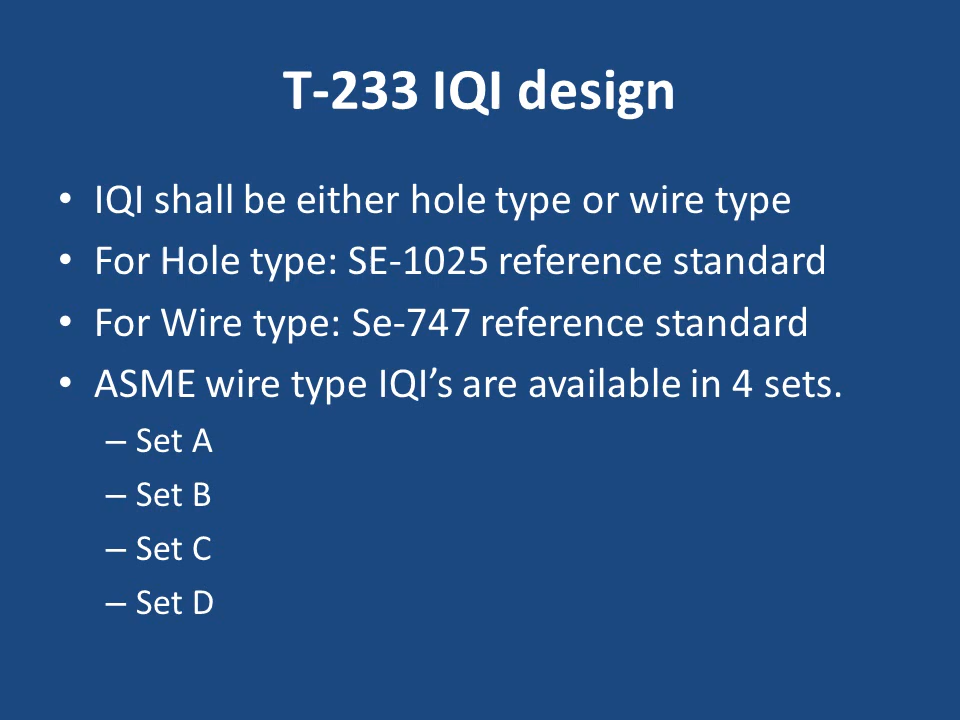 T-233 IQI design
• IQI shall be either hole type or wire type
• For Hole type: SE-1025 reference standard
• For Wire type: Se-747 reference standard
• ASME wire type IQI’s are available in 4 sets.
– Set A
– Set B
– Set C
– Set D